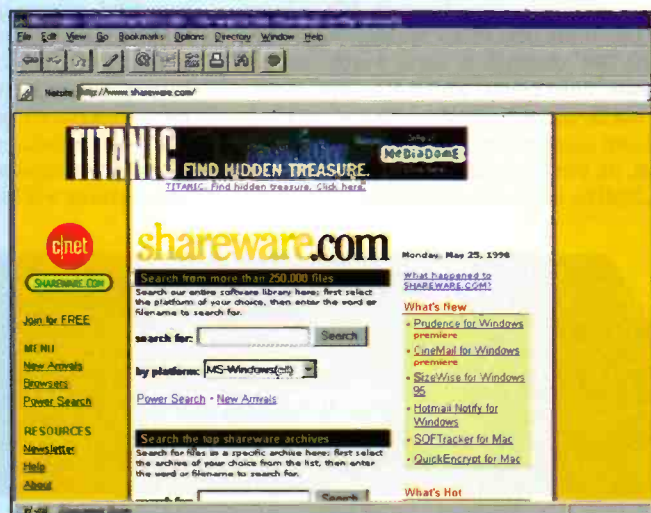 File Edit View Go Bookmarks Options Directory Window Help
Netsite: http://www.shareware.com/
TITANIC FIND HIDDEN TREASURE.
MeDiaDomE
TITANIC. Find hidden treasure. Click here.
c|net
SHAREWARE.COM
Join for FREE
MENU
New Arrivals
Browsers
Power Search
RESOURCES
Newsletter
Help
About
shareware.com
Search from more than 250,000 files
Search our entire software library here: first select
the platform of your choice, then enter the word or
filename to search for.
search for:
Search
by platform: MS-Windows(all)
Power Search • New Arrivals
Search the top shareware archives
Search for files in a specific archive here: first select
the archive of your choice from the list, then enter
the word or filename to search for.
search for:
Search
Monday, May 25, 1998
What happened to
SHAREWARE.COM?
What's New
• Prudence for Windows
premiere
• CineMail for Windows
premiere
• SizeWise for Windows
95
• Hotmail Notify for
Windows
• SOFTracker for Mac
• QuickEncrypt for Mac
What's Hot